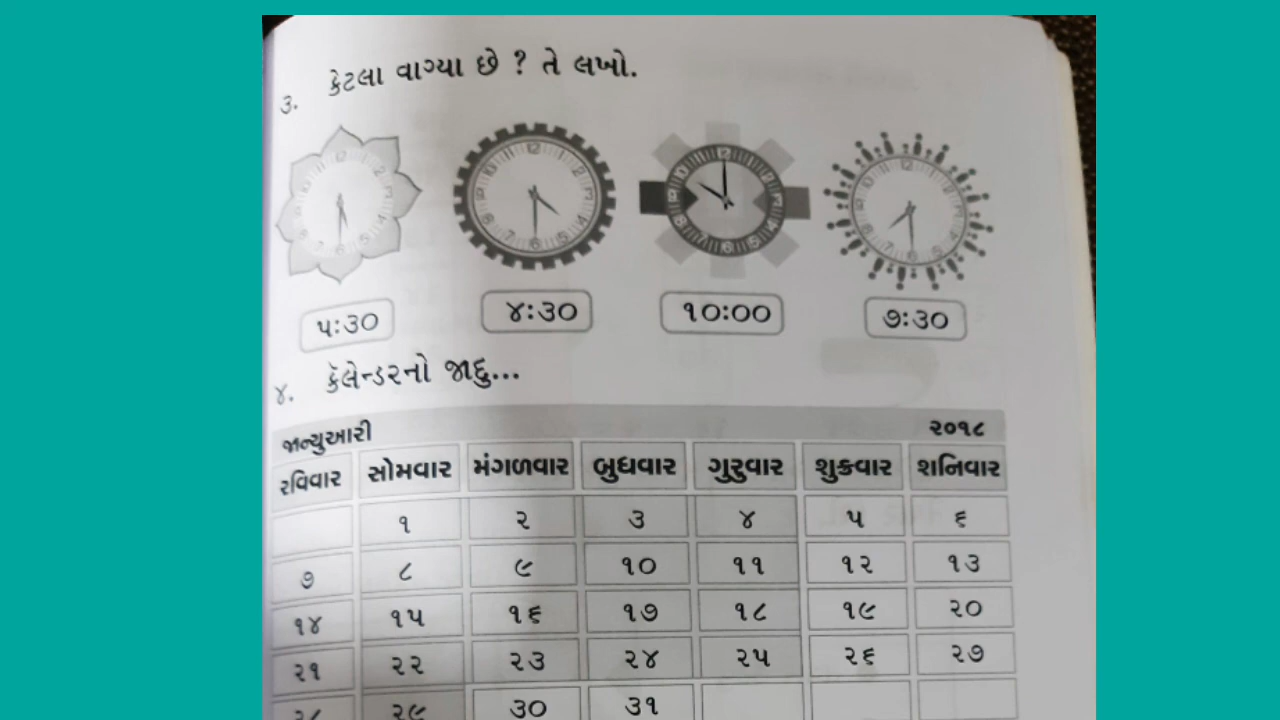 ૩. કેટલા વાગ્યા છે ? તે લખો.
૫:૩૦ ૪:૩૦ ૧૦:૦૦ ૭:૩૦
૪. કૅલેન્ડરનો જાદુ...
જાન્યુઆરી ૨૦૧૮
રવિવાર સોમવાર મંગળવાર બુધવાર ગુરુવાર શુક્રવાર શનિવાર
૧ ૨ ૩ ૪ ૫ ૬
૭ ૮ ૯ ૧૦ ૧૧ ૧૨ ૧૩
૧૪ ૧૫ ૧૬ ૧૭ ૧૮ ૧૯ ૨૦
૨૧ ૨૨ ૨૩ ૨૪ ૨૫ ૨૬ ૨૭
૨૮ ૨૯ ૩૦ ૩૧